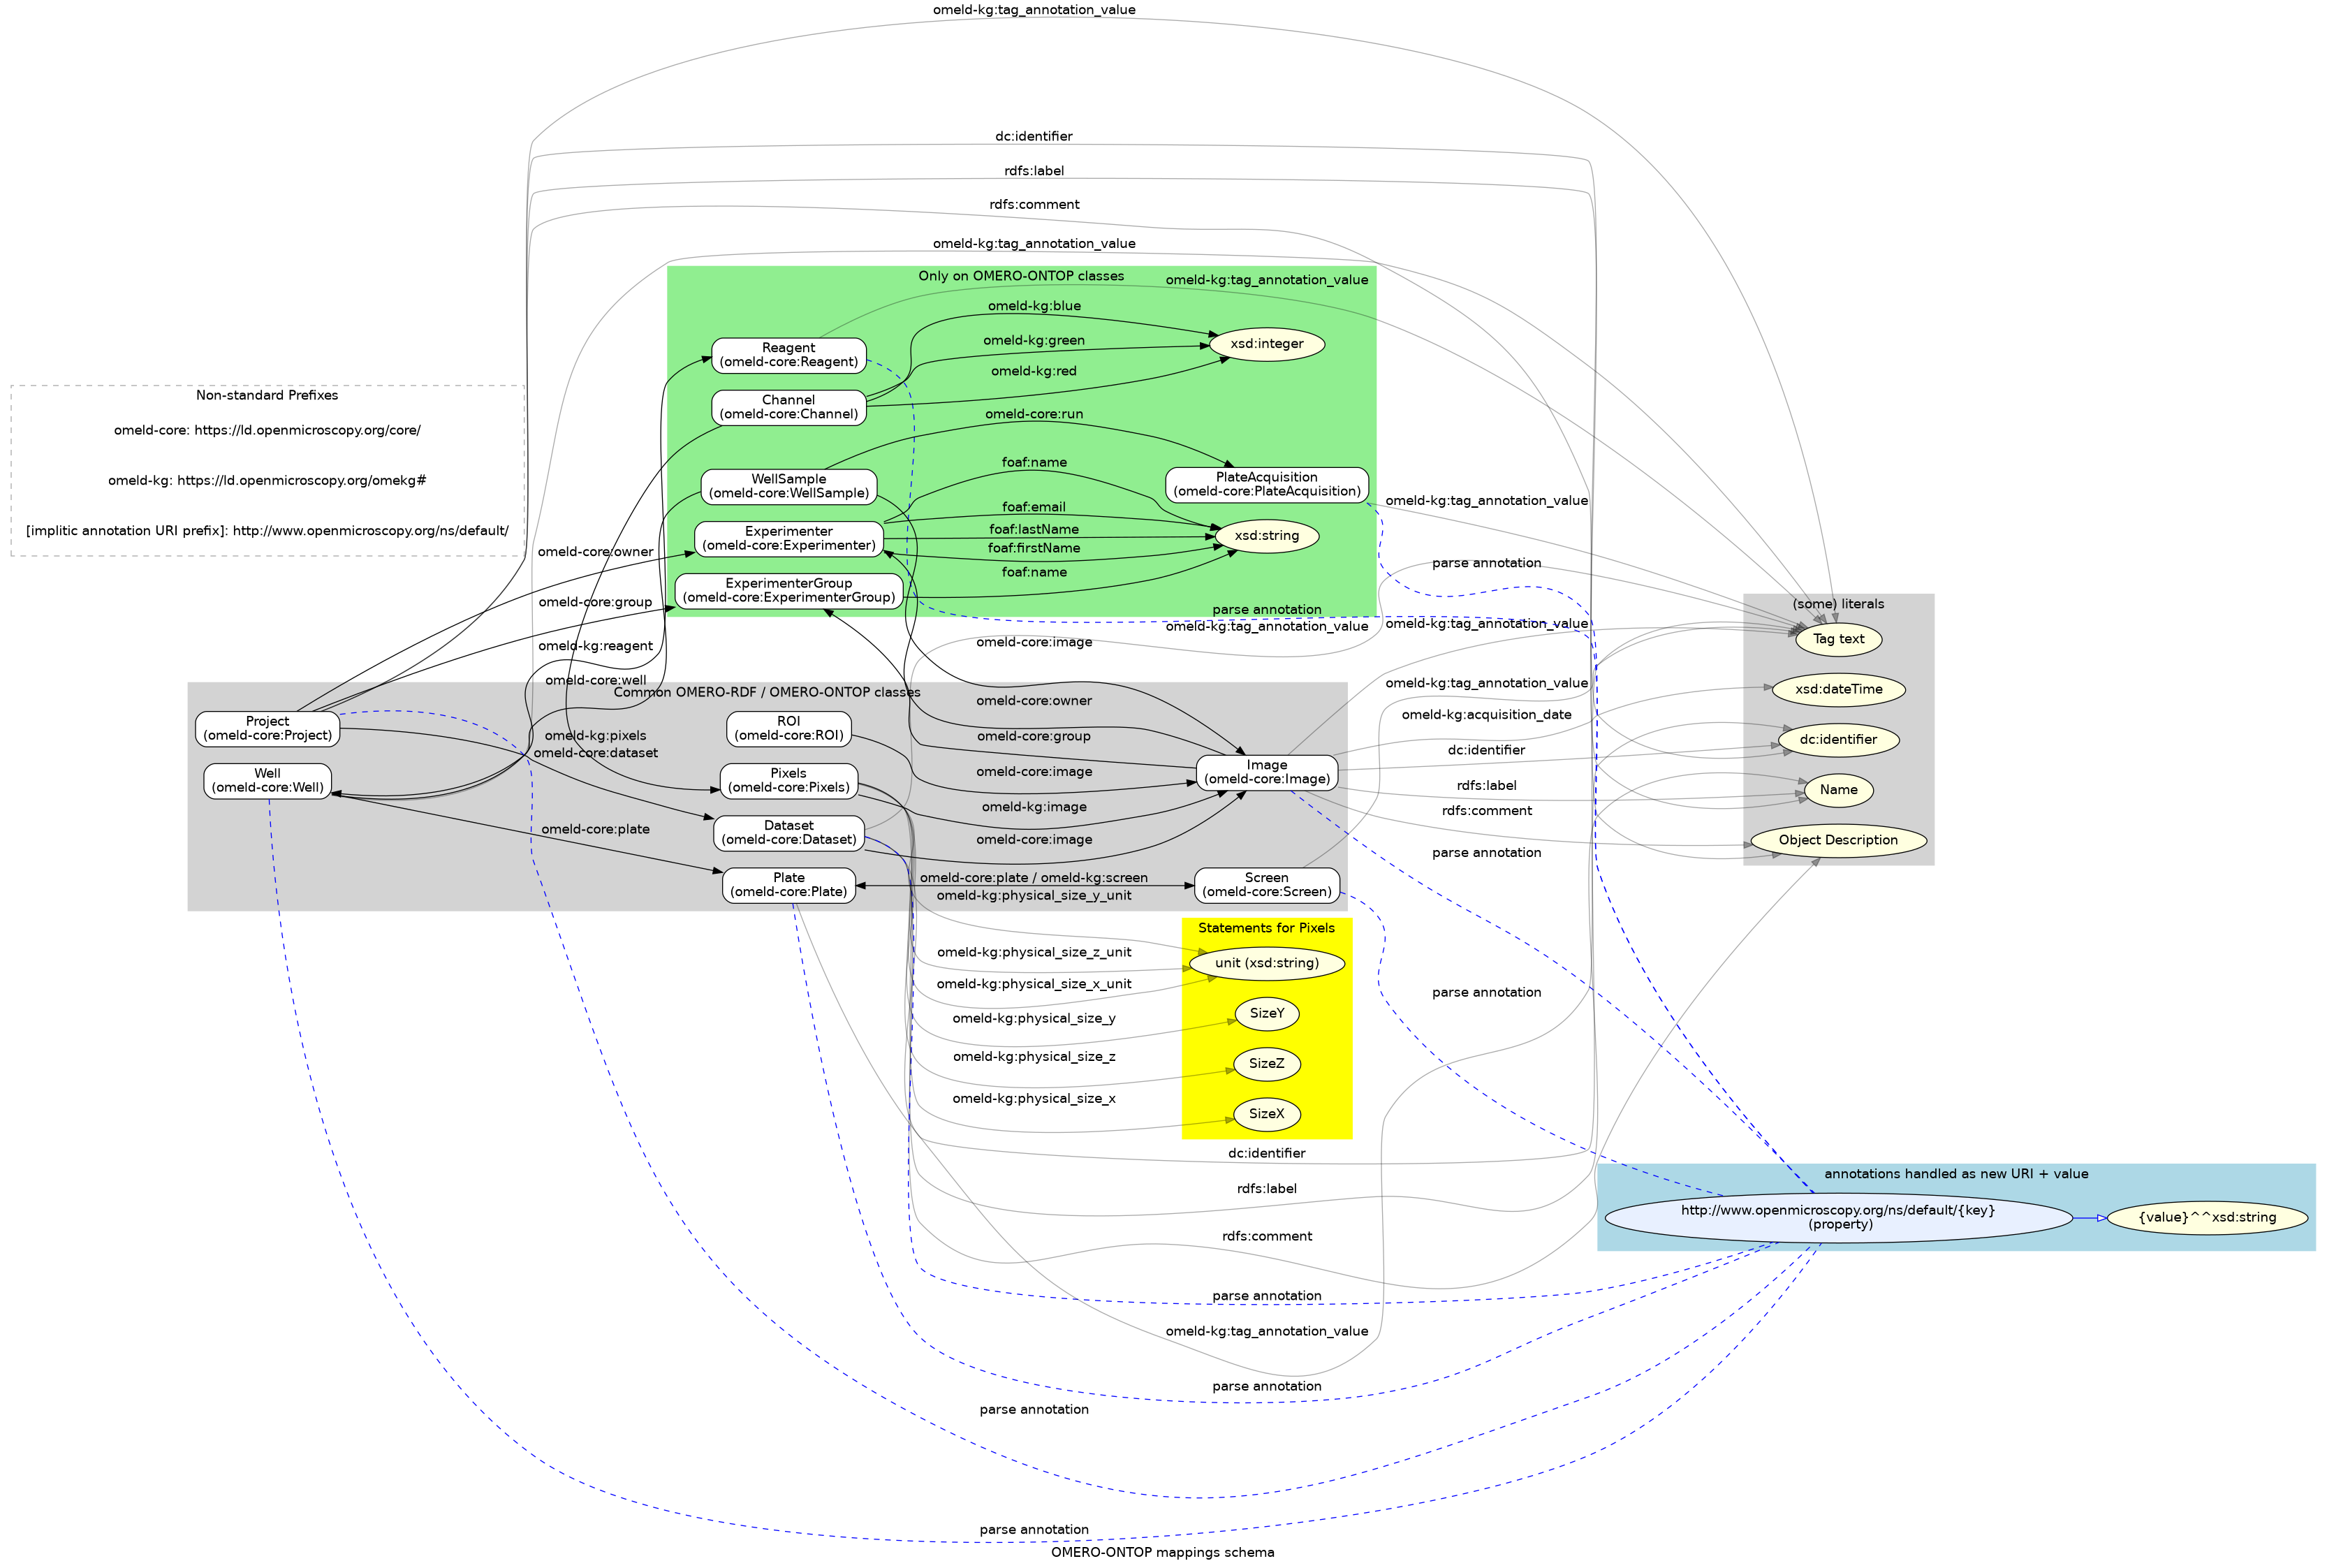 omeld-kg:tag_annotation_value
dc:identifier
rdfs:label
rdfs:comment
omeld-kg:tag_annotation_value
Only on OMERO-ONTOP classes
omeld-kg:tag_annotation_value
omeld-kg:blue
Reagent
(omeld-core:Reagent)
omeld-kg:green
xsd:integer
omeld-kg:red
Channel
(omeld-core:Channel)
Non-standard Prefixes
omeld-core: https://ld.openmicroscopy.org/core/
omeld-kg: https://ld.openmicroscopy.org/omekg#
[implitic annotation URI prefix]: http://www.openmicroscopy.org/ns/default/
omeld-core:run
WellSample
(omeld-core:WellSample)
foaf:name
PlateAcquisition
(omeld-core:PlateAcquisition)
omeld-kg:tag_annotation_value
foaf:email
Experimenter
(omeld-core:Experimenter)
foaf:lastName
xsd:string
foaf:firstName
omeld-core:owner
foaf:name
parse annotation
ExperimenterGroup
(omeld-core:ExperimenterGroup)
omeld-core:group
parse annotation
omeld-kg:tag_annotation_value
omeld-kg:tag_annotation_value
(some) literals
Tag text
omeld-kg:reagent
omeld-core:image
omeld-core:well
Common OMERO-RDF / OMERO-ONTOP classes
omeld-kg:tag_annotation_value
xsd:dateTime
omeld-core:owner
omeld-kg:acquisition_date
Project
(omeld-core:Project)
ROI
(omeld-core:ROI)
omeld-kg:pixels
omeld-core:dataset
omeld-core:group
dc:identifier
dc:identifier
Well
(omeld-core:Well)
Pixels
(omeld-core:Pixels)
omeld-core:image
Image
(omeld-core:Image)
rdfs:label
Name
omeld-kg:image
rdfs:comment
omeld-core:plate
Dataset
(omeld-core:Dataset)
omeld-core:image
Object Description
parse annotation
Plate
(omeld-core:Plate)
omeld-core:plate / omeld-kg:screen
Screen
(omeld-core:Screen)
omeld-kg:physical_size_y_unit
Statements for Pixels
omeld-kg:physical_size_z_unit
unit (xsd:string)
omeld-kg:physical_size_x_unit
parse annotation
omeld-kg:physical_size_y
SizeY
omeld-kg:physical_size_z
SizeZ
omeld-kg:physical_size_x
SizeX
dc:identifier
annotations handled as new URI + value
rdfs:label
http://www.openmicroscopy.org/ns/default/{key}
(property)
{value}^^xsd:string
rdfs:comment
parse annotation
omeld-kg:tag_annotation_value
parse annotation
parse annotation
parse annotation
OMERO-ONTOP mappings schema